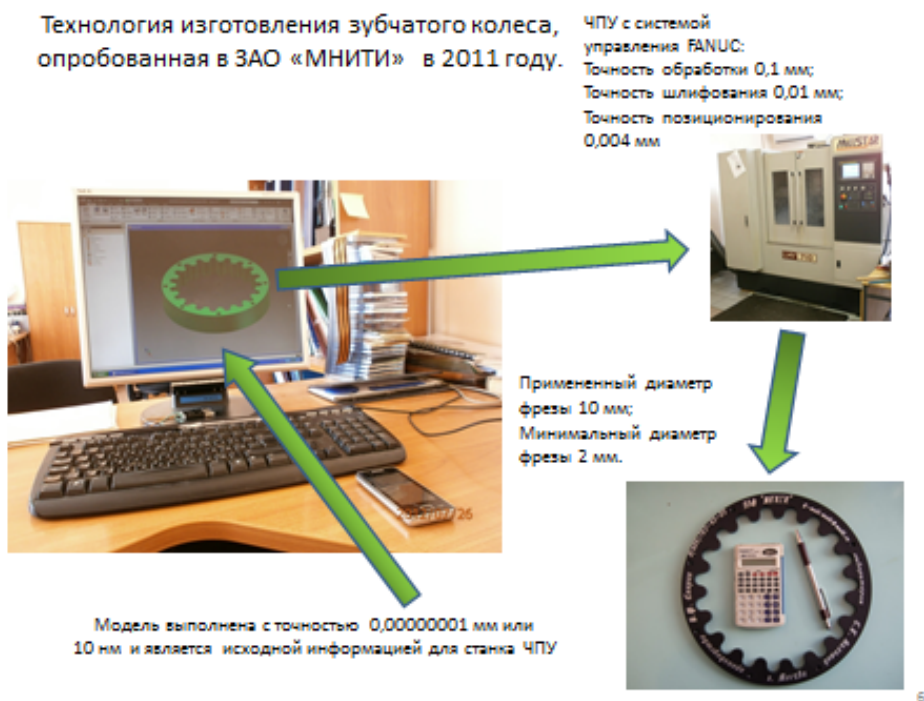 Технология изготовления зубчатого колеса,
опробованная в ЗАО «МНИТИ» в 2011 году.
ЧПУ с системой
управления FANUC:
Точность обработки 0,1 мм;
Точность шлифования 0,01 мм;
Точность позиционирования
0,004 мм
Примененный диаметр
фрезы 10 мм;
Минимальный диаметр
фрезы 2 мм.
Модель выполнена с точностью 0,00000001 мм или
10 нм и является исходной информацией для станка ЧПУ